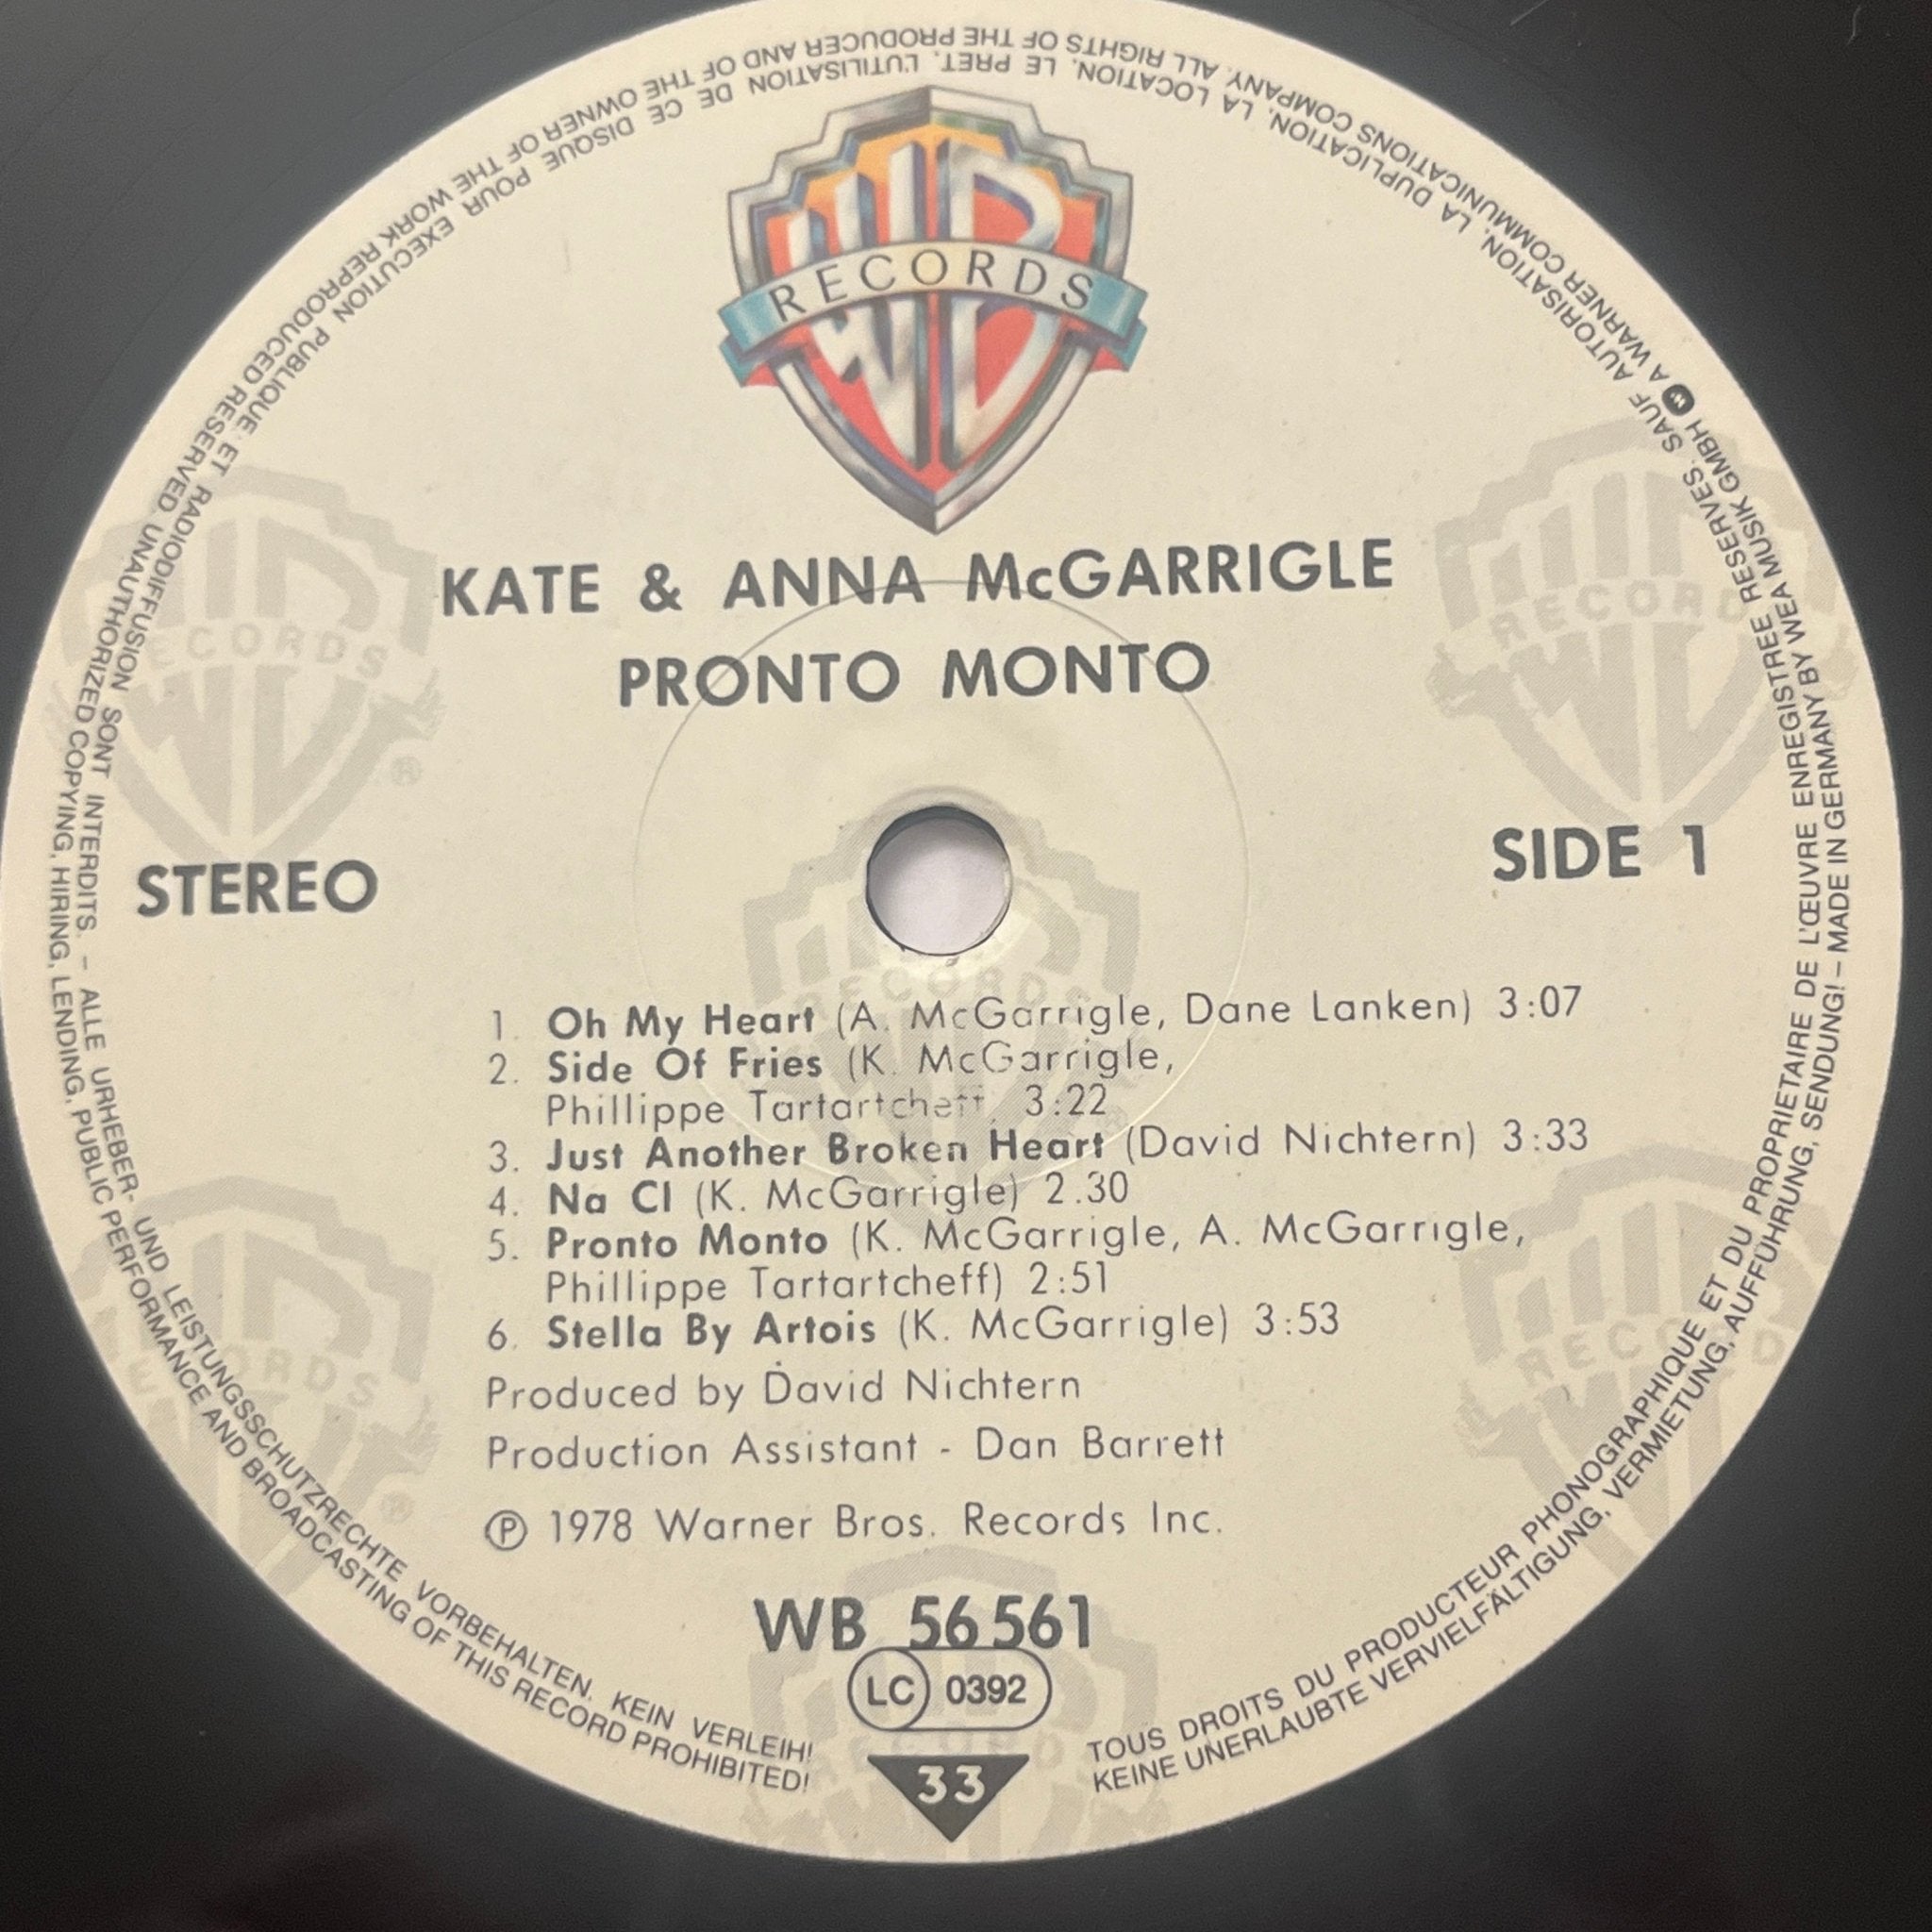 RECORDS
KATE & ANNA McGARRIGLE
PRONTO MONTO
STEREO
SIDE 1
1. Oh My Heart (A. McGarrigle, Dane Lanken) 3:07
2. Side Of Fries (K. McGarrigle,
Phillippe Tartartcheff) 3:22
3. Just Another Broken Heart (David Nichtern) 3:33
4. Na Cl (K. McGarrigle) 2.30
5. Pronto Monto (K. McGarrigle, A. McGarrigle,
Phillippe Tartartcheff) 2:51
6. Stella By Artois (K. McGarrigle) 3:53
Produced by David Nichtern
Production Assistant - Dan Barrett
℗ 1978 Warner Bros. Records Inc.
WB 56 561
LC 0392
33
TOUS DROITS DU PRODUCTEUR PHONOGRAPHIQUE ET DU PROPRIETAIRE DE L'ŒUVRE ENREGISTREE RESERVES. SAUF AUTORISATION, LA DUPLICATION, LA LOCATION, LE PRET, L'UTILISATION DE CE DISQUE POUR EXECUTION PUBLIQUE ET RADIODIFFUSION SONT INTERDITS. – ALLE URHEBER- UND LEISTUNGSSCHUTZRECHTE VORBEHALTEN. KEIN VERLEIH!
KEINE UNERLAUBTE VERVIELFÄLTIGUNG, VERMIETUNG, AUFFÜHRUNG, SENDUNG! – MADE IN GERMANY BY WEA MUSIK GMBH A WARNER COMMUNICATIONS COMPANY. ALL RIGHTS OF THE PRODUCER AND OF THE OWNER OF THE WORK REPRODUCED RESERVED. UNAUTHORIZED COPYING, HIRING, LENDING, PUBLIC PERFORMANCE AND BROADCASTING OF THIS RECORD PROHIBITED!